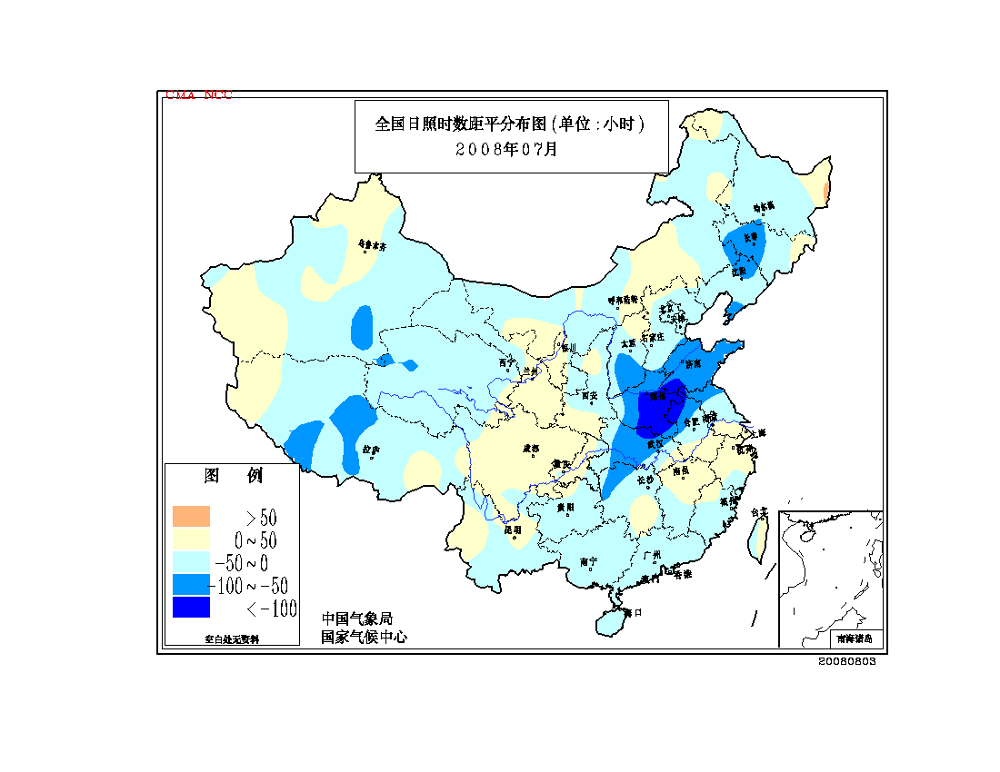 CMA NCC
全国日照时数距平分布图(单位:小时)
2008年07月
哈尔滨
长春
沈阳
乌鲁木齐
呼和浩特
北京
天津
银川
太原
石家庄
济南
西宁
兰州
西安
郑州
合肥
南京
上海
拉萨
成都
武汉
杭州
重庆
长沙
南昌
贵阳
福州
台北
昆明
南宁
广州
澳门
香港
海口
图 例
>50
0~50
-50~0
-100~-50
<-100
空白处无资料
中国气象局
国家气候中心
南海诸岛
20080803